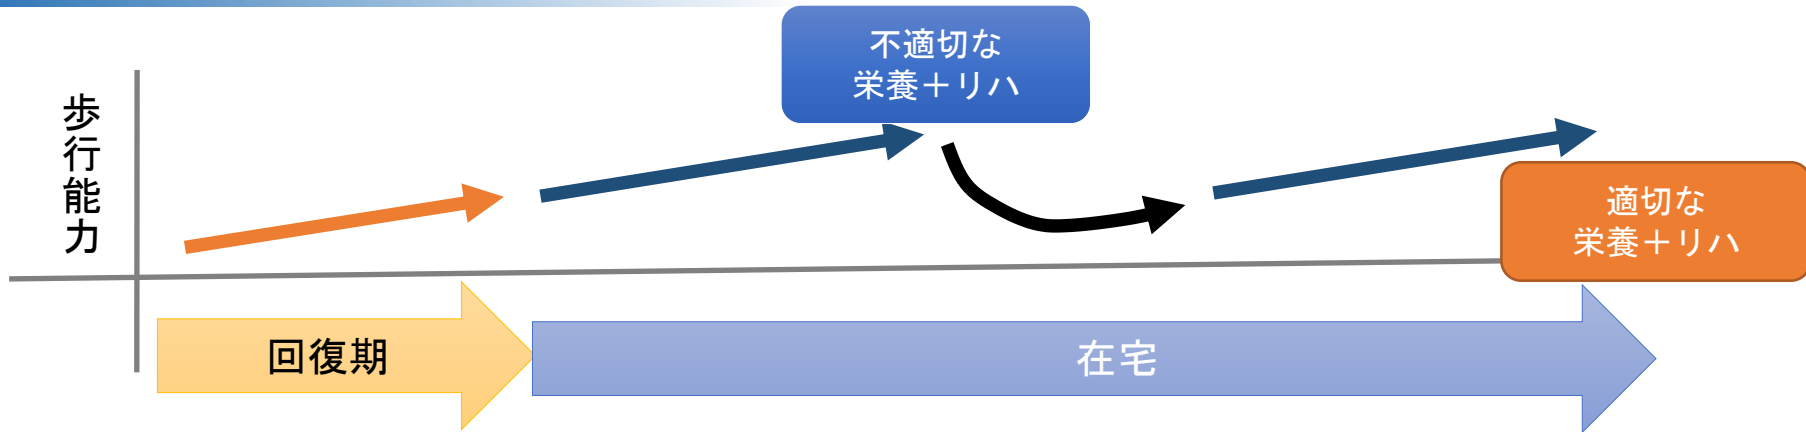 不適切な
栄養＋リハ
歩行能力
適切な
栄養＋リハ
回復期
在宅